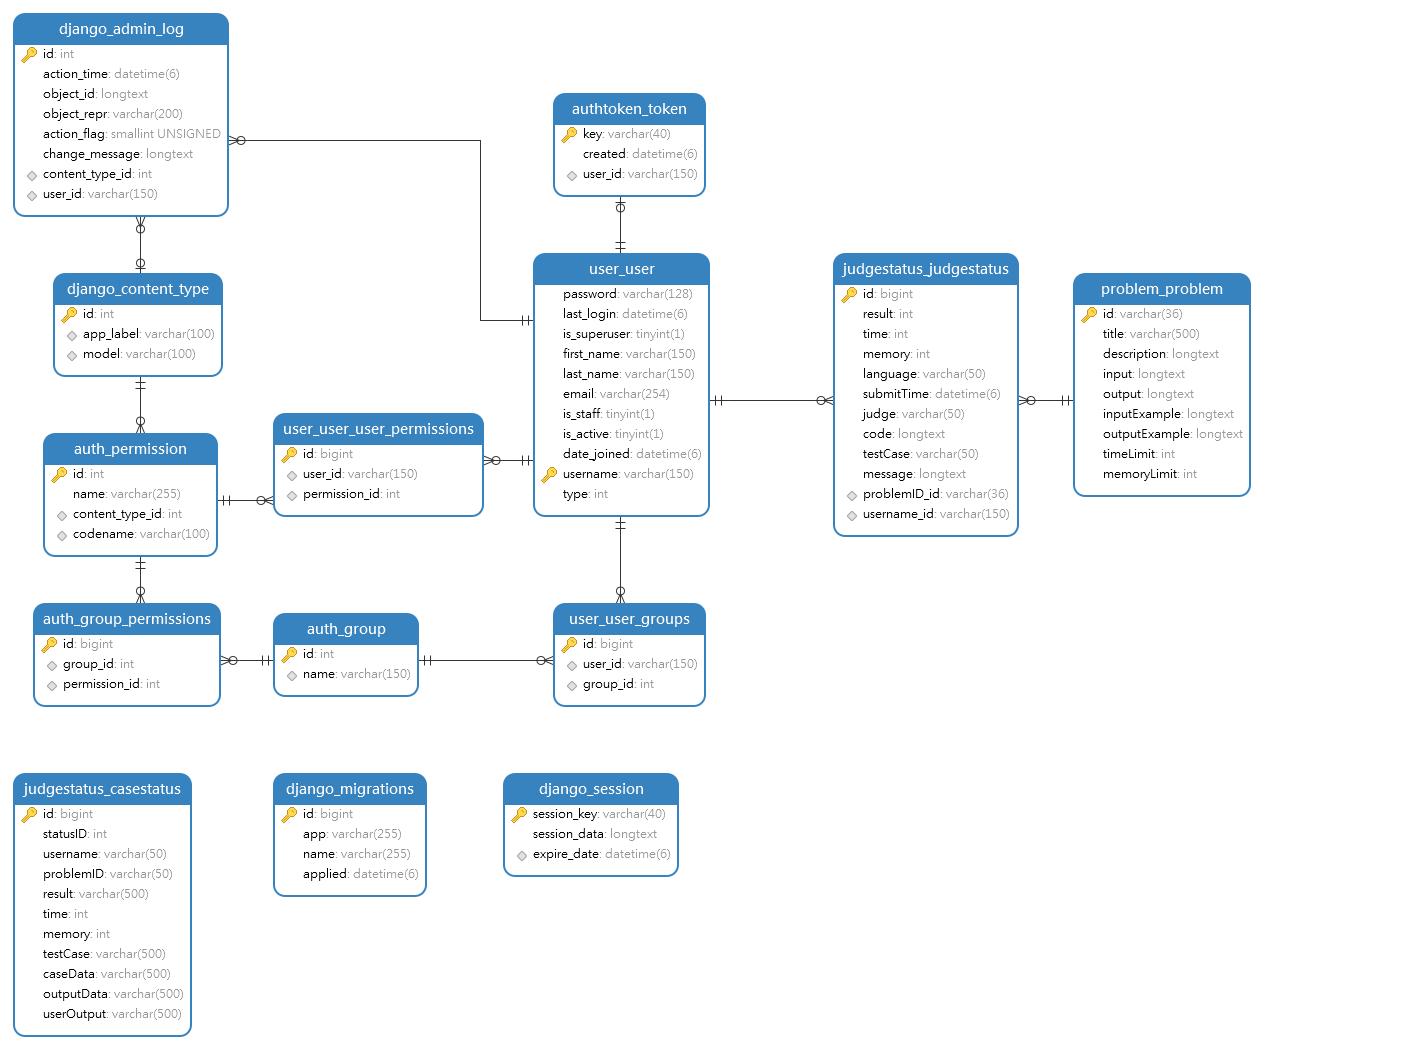 django_admin_log
id: int
action_time: datetime(6)
object_id: longtext
object_repr: varchar(200)
action_flag: smallint UNSIGNED
change_message: longtext
content_type_id: int
user_id: varchar(150)
authtoken_token
key: varchar(40)
created: datetime(6)
user_id: varchar(150)
django_content_type
id: int
app_label: varchar(100)
model: varchar(100)
user_user
password: varchar(128)
last_login: datetime(6)
is_superuser: tinyint(1)
first_name: varchar(150)
last_name: varchar(150)
email: varchar(254)
is_staff: tinyint(1)
is_active: tinyint(1)
date_joined: datetime(6)
username: varchar(150)
type: int
judgestatus_judgestatus
id: bigint
result: int
time: int
memory: int
language: varchar(50)
submitTime: datetime(6)
judge: varchar(50)
code: longtext
testCase: varchar(50)
message: longtext
problemID_id: varchar(36)
username_id: varchar(150)
problem_problem
id: varchar(36)
title: varchar(500)
description: longtext
input: longtext
output: longtext
inputExample: longtext
outputExample: longtext
timeLimit: int
memoryLimit: int
auth_permission
id: int
name: varchar(255)
content_type_id: int
codename: varchar(100)
user_user_user_permissions
id: bigint
user_id: varchar(150)
permission_id: int
auth_group_permissions
id: bigint
group_id: int
permission_id: int
auth_group
id: int
name: varchar(150)
user_user_groups
id: bigint
user_id: varchar(150)
group_id: int
judgestatus_casestatus
id: bigint
statusID: int
username: varchar(50)
problemID: varchar(50)
result: varchar(500)
time: int
memory: int
testCase: varchar(500)
caseData: varchar(500)
outputData: varchar(500)
userOutput: varchar(500)
django_migrations
id: bigint
app: varchar(255)
name: varchar(255)
applied: datetime(6)
django_session
session_key: varchar(40)
session_data: longtext
expire_date: datetime(6)